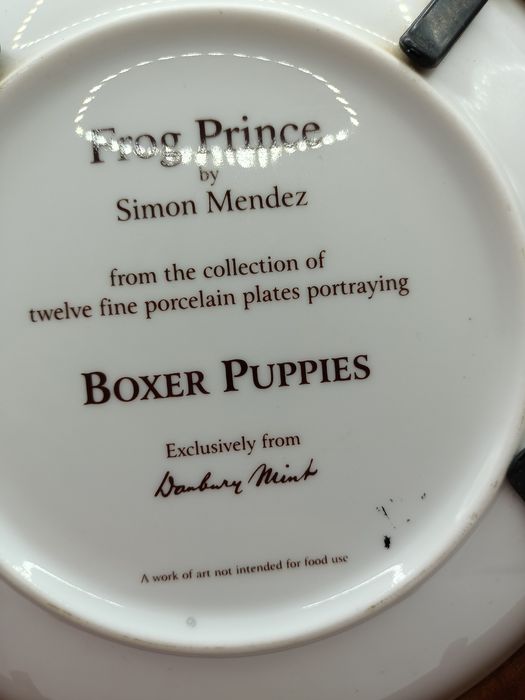 Frog Prince
by
Simon Mendez
from the collection of
twelve fine porcelain plates portraying
BOXER PUPPIES
Exclusively from
Danbury Mint
A work of art not intended for food use